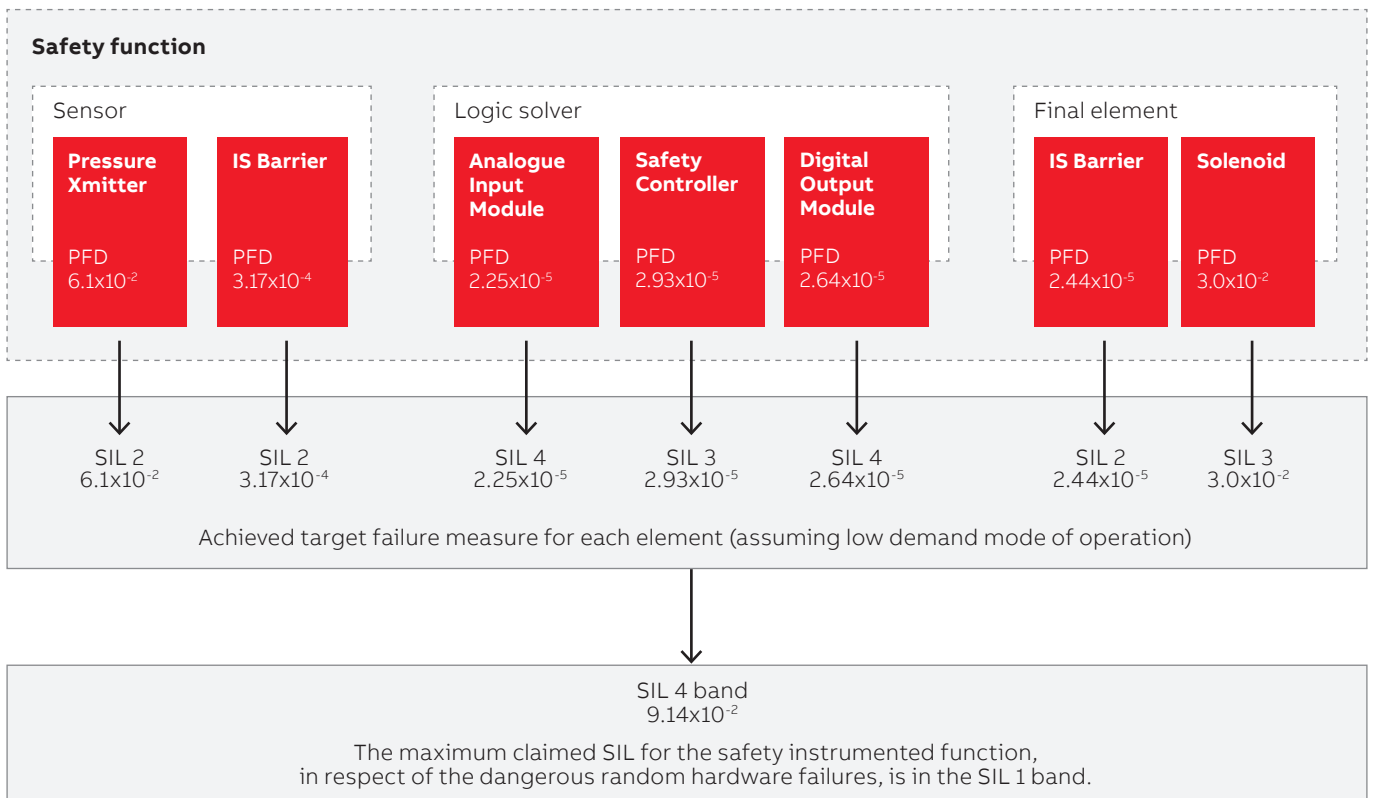 Safety function
Sensor
Logic solver
Final element
Pressure
Xmitter
PFD
6.1x10⁻²
IS Barrier
PFD
3.17x10⁻⁴
Analogue
Input
Module
PFD
2.25x10⁻⁵
Safety
Controller
PFD
2.93x10⁻⁵
Digital
Output
Module
PFD
2.64x10⁻⁵
IS Barrier
PFD
2.44x10⁻⁵
Solenoid
PFD
3.0x10⁻²
SIL 2
6.1x10⁻²
SIL 2
3.17x10⁻⁴
SIL 4
2.25x10⁻⁵
SIL 3
2.93x10⁻⁵
SIL 4
2.64x10⁻⁵
SIL 2
2.44x10⁻⁵
SIL 3
3.0x10⁻²
Achieved target failure measure for each element (assuming low demand mode of operation)
SIL 4 band
9.14x10⁻²
The maximum claimed SIL for the safety instrumented function,
in respect of the dangerous random hardware failures, is in the SIL 1 band.